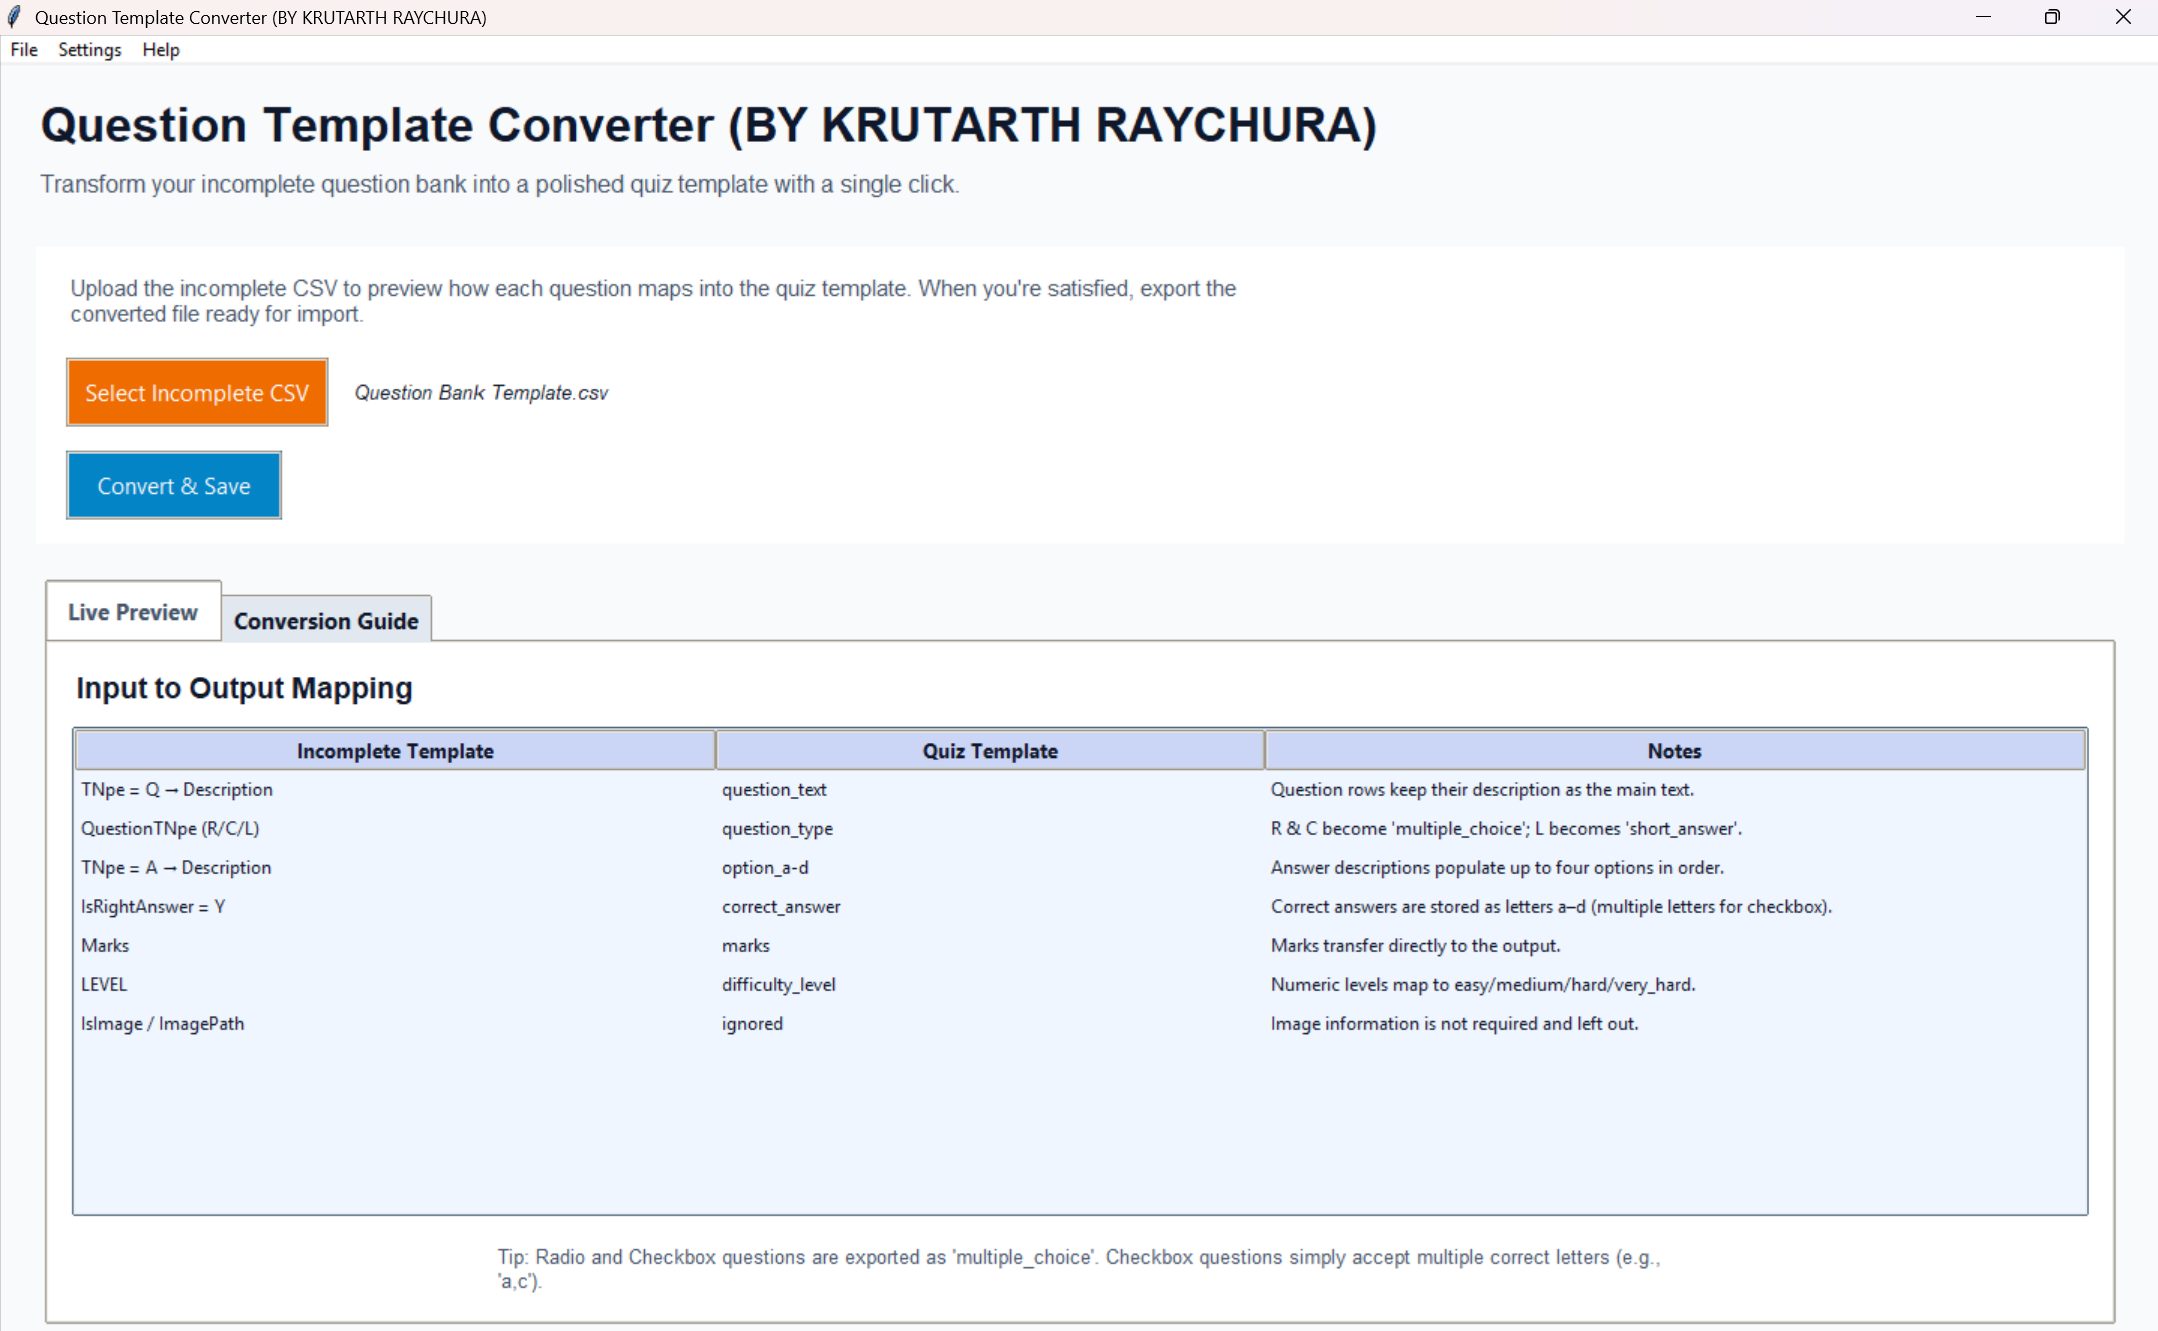 Question Template Converter (BY KRUTARTH RAYCHURA)
File Settings Help
Question Template Converter (BY KRUTARTH RAYCHURA)
Transform your incomplete question bank into a polished quiz template with a single click.
Upload the incomplete CSV to preview how each question maps into the quiz template. When you're satisfied, export the
converted file ready for import.
Select Incomplete CSV Question Bank Template.csv
Convert & Save
Live Preview Conversion Guide
Input to Output Mapping
Incomplete Template Quiz Template Notes
TNpe = Q → Description question_text Question rows keep their description as the main text.
QuestionTNpe (R/C/L) question_type R & C become 'multiple_choice'; L becomes 'short_answer'.
TNpe = A → Description option_a-d Answer descriptions populate up to four options in order.
IsRightAnswer = Y correct_answer Correct answers are stored as letters a–d (multiple letters for checkbox).
Marks marks Marks transfer directly to the output.
LEVEL difficulty_level Numeric levels map to easy/medium/hard/very_hard.
IsImage / ImagePath ignored Image information is not required and left out.
Tip: Radio and Checkbox questions are exported as 'multiple_choice'. Checkbox questions simply accept multiple correct letters (e.g.,
'a,c').